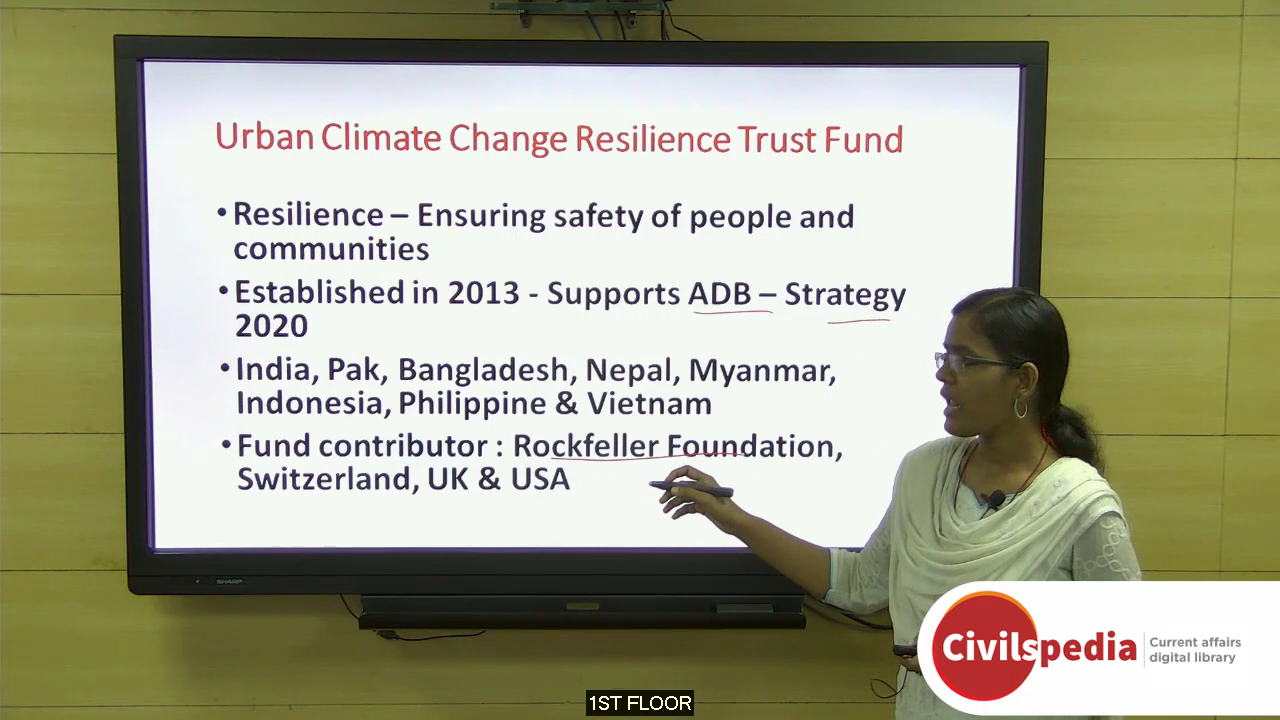 Urban Climate Change Resilience Trust Fund
• Resilience – Ensuring safety of people and
communities
• Established in 2013 - Supports ADB – Strategy
2020
• India, Pak, Bangladesh, Nepal, Myanmar,
Indonesia, Philippine & Vietnam
• Fund contributor : Rockfeller Foundation,
Switzerland, UK & USA
SHARP
Civilspedia
Current affairs
digital library
1ST FLOOR